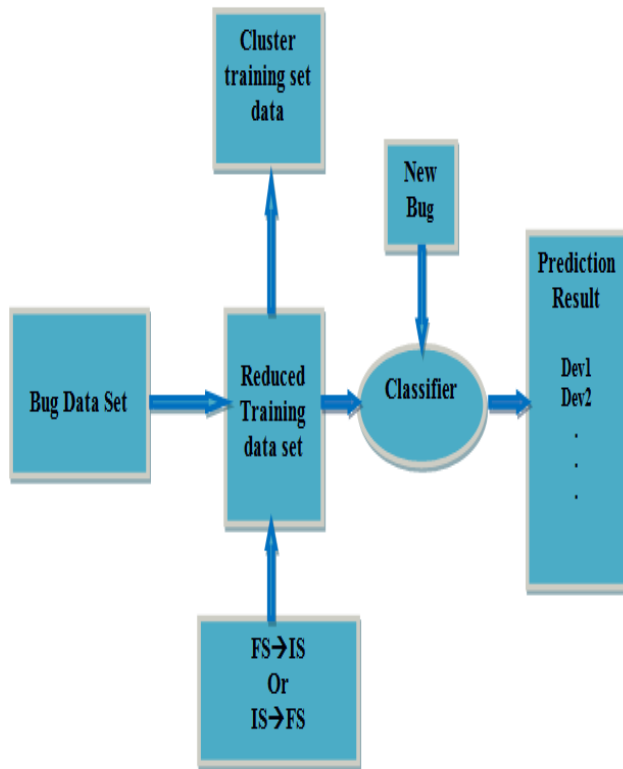 Cluster
training set
data
New
Bug
Prediction
Result
Dev1
Dev2
.
.
.
Bug Data Set
Reduced
Training
data set
Classifier
FS→IS
Or
IS→FS